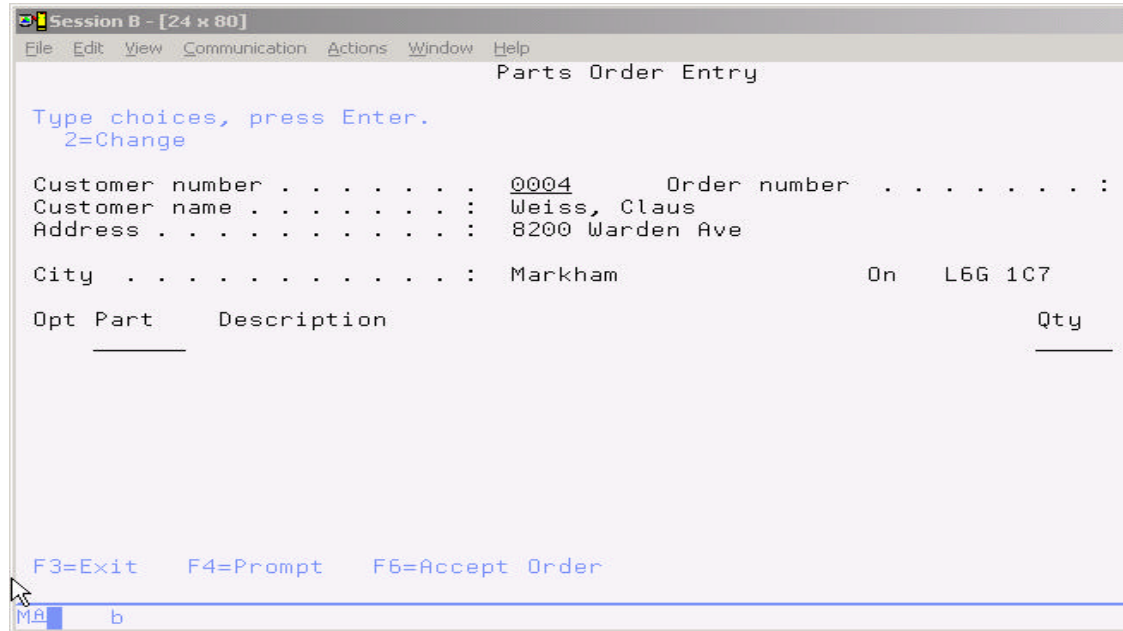 Session B - [24 x 80]
File Edit View Communication Actions Window Help
Parts Order Entry
Type choices, press Enter.
2=Change
Customer number . . . . . . . 0004 Order number . . . . . . . :
Customer name . . . . . . . : Weiss, Claus
Address . . . . . . . . . . : 8200 Warden Ave
City . . . . . . . . . . . : Markham On L6G 1C7
Opt Part Description Qty
F3=Exit F4=Prompt F6=Accept Order
MA b